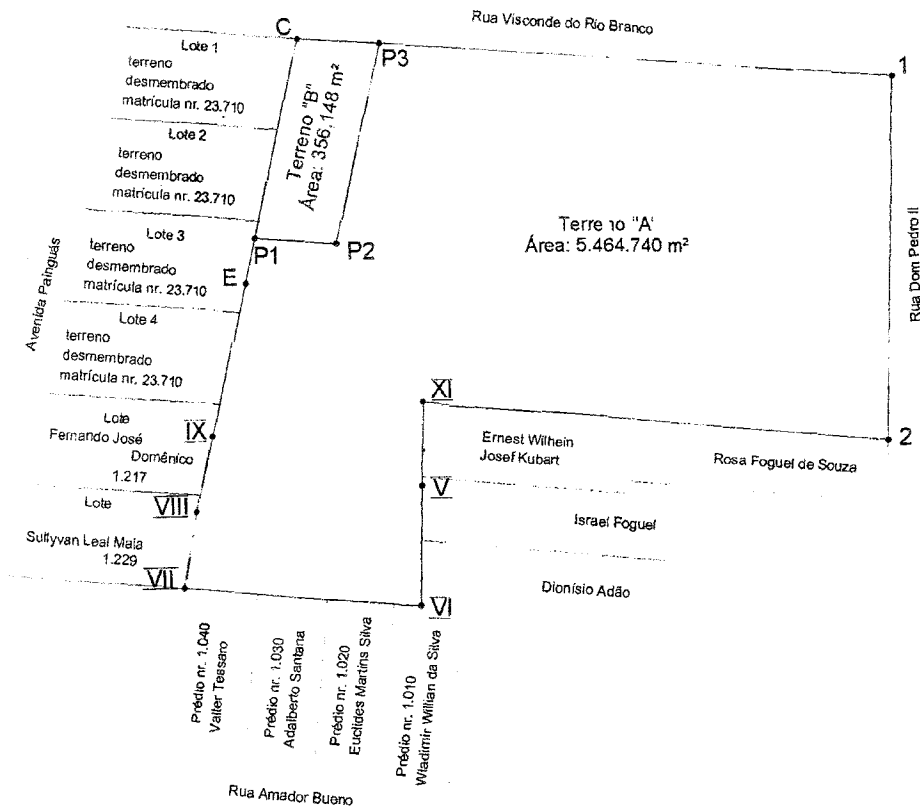 Rua Visconde do Rio Branco
C
P3
1
Lote 1
terreno
desmembrado
matrícula nr. 23.710
Terreno "B"
Área: 356,148 m²
Lote 2
terreno
desmembrado
matrícula nr. 23.710
Terreno "A"
Área: 5.464.740 m²
Rua Dom Pedro II
Lote 3
terreno
desmembrado
matrícula nr. 23.710
P1
P2
E
Avenida Painguás
Lote 4
terreno
desmembrado
matrícula nr. 23.710
XI
2
Lote
Fernando José
Domênico
1.217
IX
Ernest Wilhein
Josef Kubart
Rosa Foguel de Souza
V
Lote
VIII
Israel Foguel
Sullyvan Leal Maia
1.229
VII
Dionísio Adão
VI
Prédio nr. 1.040
Valter Tessaro
Prédio nr. 1.030
Adalberto Santana
Prédio nr. 1.020
Euclides Martins Silva
Prédio nr. 1.010
Wladimir Willian da Silva
Rua Amador Bueno